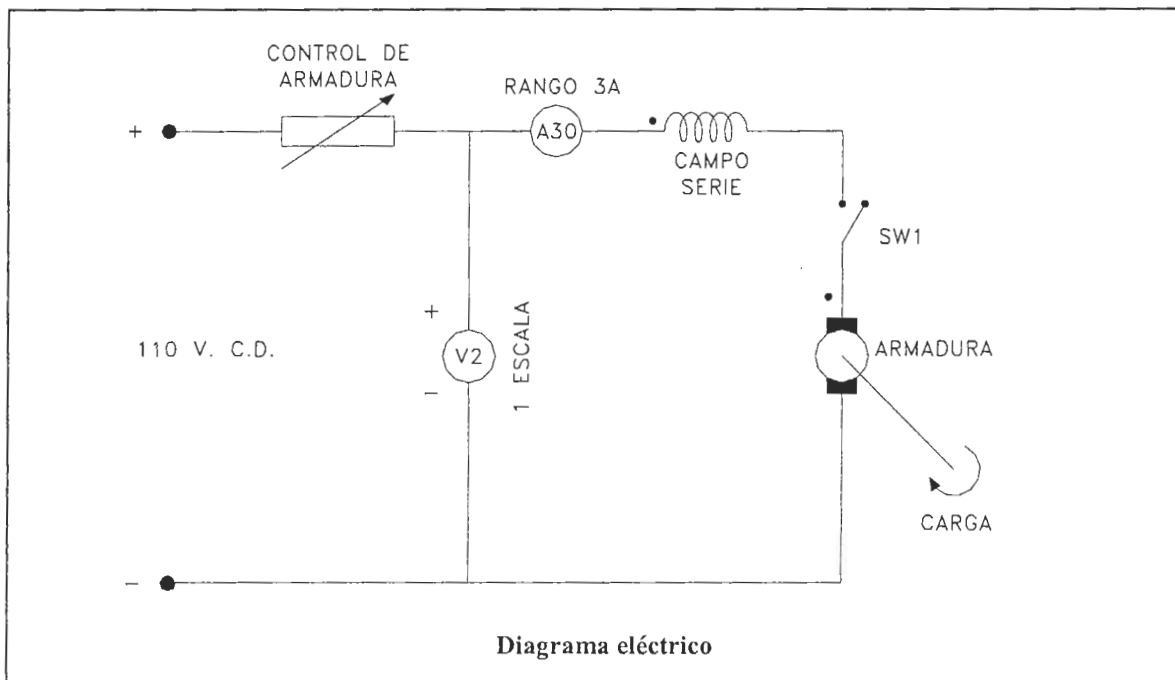 CONTROL DE
ARMADURA
RANGO 3A
+
A30
CAMPO
SERIE
SW1
+
110 V. C.D.
V2
1 ESCALA
ARMADURA
−
CARGA
−
Diagrama eléctrico